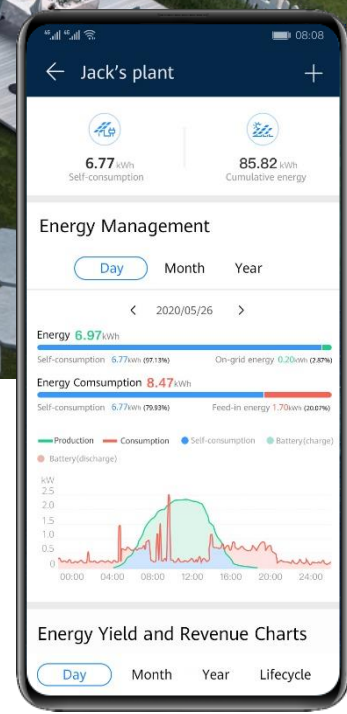 4G 4G 08:08
Jack's plant
6.77 kWh 85.82 kWh
Self-consumption Cumulative energy
Energy Management
Day Month Year
2020/05/26
Energy 6.97kWh
Self-consumption 6.77kWh (97.13%) On-grid energy 0.20kWh (2.87%)
Energy Comsumption 8.47kWh
Self-consumption 6.77kWh (79.93%) Feed-in energy 1.70kWh (20.07%)
Production Consumption Self-consumption Battery(charge)
Battery(discharge)
kW
2.5
2.0
1.5
1.0
0.5
0
00:00 04:00 08:00 12:00 16:00 20:00 24:00
Energy Yield and Revenue Charts
Day Month Year Lifecycle